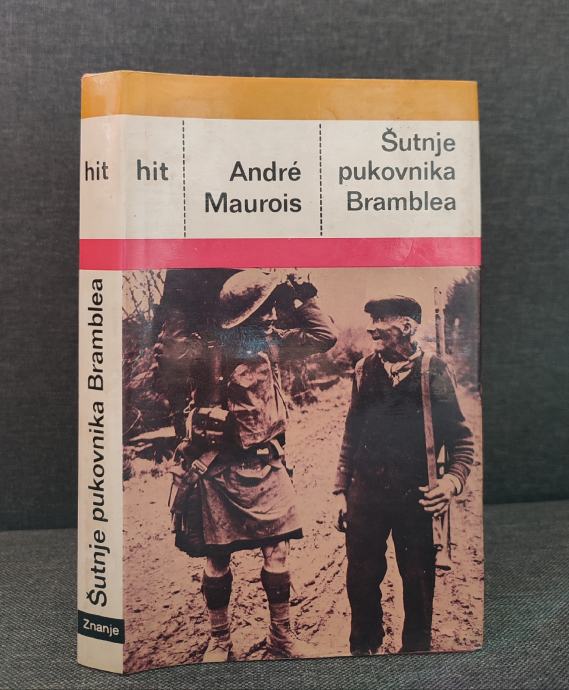 hit
Šutnje pukovnika Bramblea
Znanje
hit
André
Maurois
Šutnje
pukovnika
Bramblea